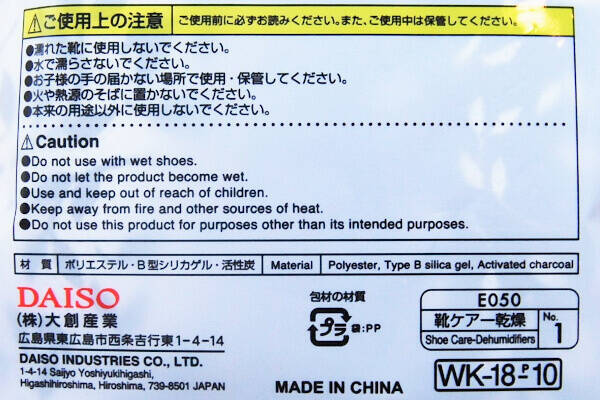 ⚠ご使用上の注意 ご使用前に必ずお読みください。また、ご使用中は保管してください。
●濡れた靴に使用しないでください。
●水で濡らさないでください。
●お子様の手の届かない場所で使用・保管してください。
●火や熱源のそばに置かないでください。
●本来の用途以外に使用しないでください。
⚠Caution
●Do not use with wet shoes.
●Do not let the product become wet.
●Use and keep out of reach of children.
●Keep away from fire and other sources of heat.
●Do not use this product for purposes other than its intended purposes.
材質 ポリエステル・B型シリカゲル・活性炭 Material Polyester, Type B silica gel, Activated charcoal
DAISO
(株)大創産業
広島県東広島市西条吉行東1-4-14
DAISO INDUSTRIES CO., LTD.
1-4-14 Saijyo Yoshiyukihigashi,
Higashihiroshima, Hiroshima, 739-8501 JAPAN
包材の材質
プラ 袋:PP
MADE IN CHINA
E050
靴ケアー乾燥 No.
Shoe Care-Dehumidifiers 1
WK-18-P10